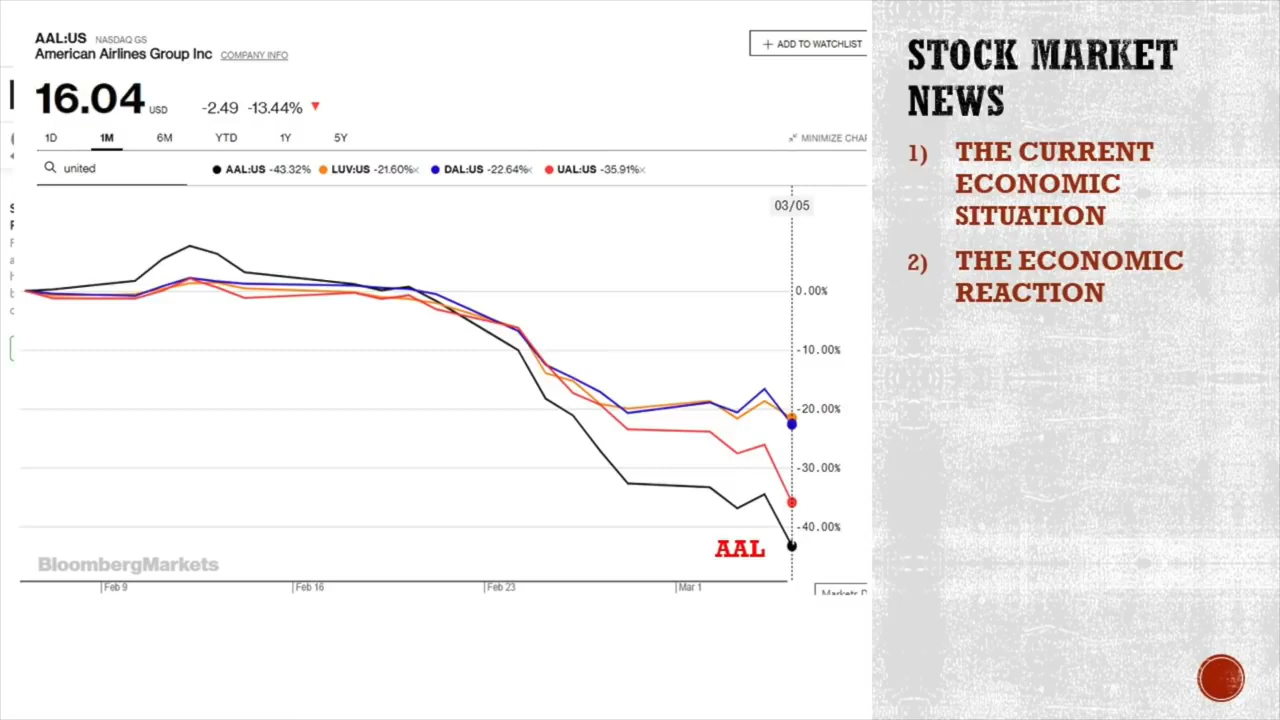 AAL:US NASDAQ GS
American Airlines Group Inc COMPANY INFO
+ ADD TO WATCHLIST
16.04 USD -2.49 -13.44% ▼
1D 1M 6M YTD 1Y 5Y
MINIMIZE CHAR
united
AAL:US -43.32% LUV:US -21.60%× DAL:US -22.64%× UAL:US -35.91%×
03/05
0.00%
-10.00%
-20.00%
-30.00%
-40.00%
AAL
BloombergMarkets
Feb 9 Feb 16 Feb 23 Mar 1
STOCK MARKET
NEWS
1) THE CURRENT
ECONOMIC
SITUATION
2) THE ECONOMIC
REACTION